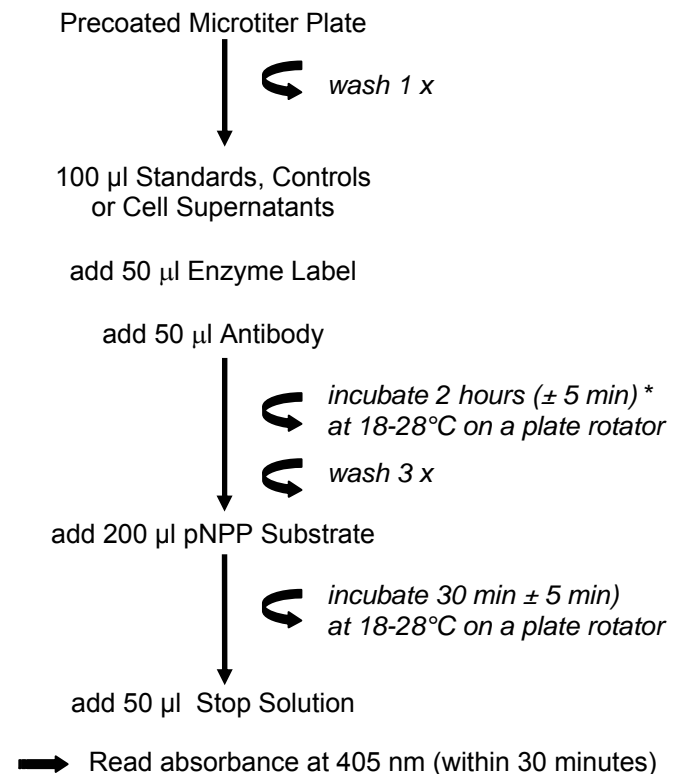 Precoated Microtiter Plate
wash 1 x
100 µl Standards, Controls
or Cell Supernatants
add 50 μl Enzyme Label
add 50 μl Antibody
incubate 2 hours (± 5 min) *
at 18-28°C on a plate rotator
wash 3 x
add 200 µl pNPP Substrate
incubate 30 min ± 5 min)
at 18-28°C on a plate rotator
add 50 µl  Stop Solution
Read absorbance at 405 nm (within 30 minutes)